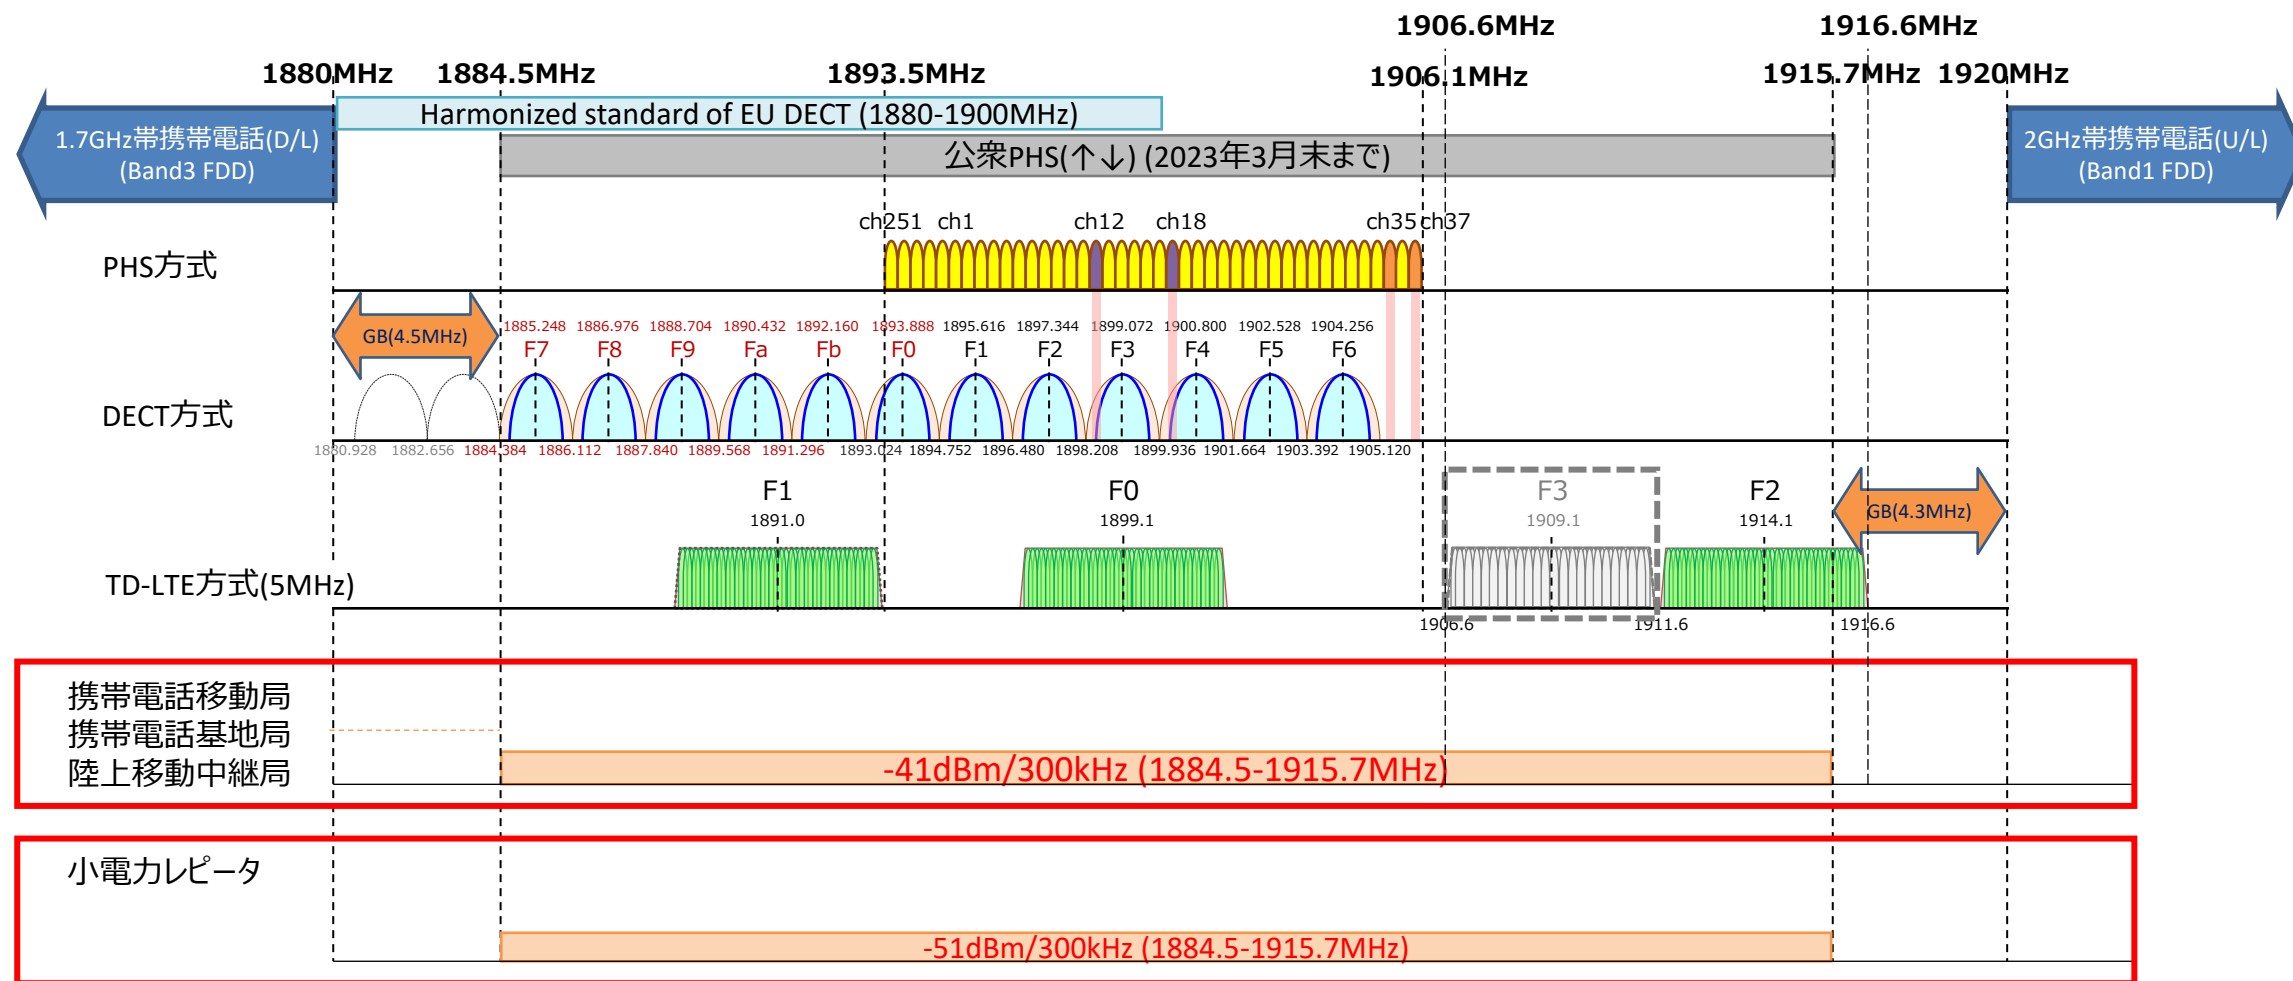 1906.6MHz
1916.6MHz
1880MHz
1884.5MHz
1893.5MHz
1906.1MHz
1915.7MHz
1920MHz
Harmonized standard of EU DECT (1880-1900MHz)
1.7GHz帯携帯電話(D/L)
(Band3 FDD)
公衆PHS(↑↓) (2023年3月末まで)
2GHz帯携帯電話(U/L)
(Band1 FDD)
ch251
ch1
ch12
ch18
ch35
ch37
PHS方式
GB(4.5MHz)
1885.248 1886.976 1888.704 1890.432 1892.160 1893.888 1895.616 1897.344 1899.072 1900.800 1902.528 1904.256
F7 F8 F9 Fa Fb F0 F1 F2 F3 F4 F5 F6
DECT方式
1880.928 1882.656 1884.384 1886.112 1887.840 1889.568 1891.296 1893.024 1894.752 1896.480 1898.208 1899.936 1901.664 1903.392 1905.120
F1
1891.0
F0
1899.1
F3
1909.1
F2
1914.1
GB(4.3MHz)
TD-LTE方式(5MHz)
1906.6
1911.6
1916.6
携帯電話移動局
携帯電話基地局
陸上移動中継局
-41dBm/300kHz (1884.5-1915.7MHz)
小電力レピータ
-51dBm/300kHz (1884.5-1915.7MHz)